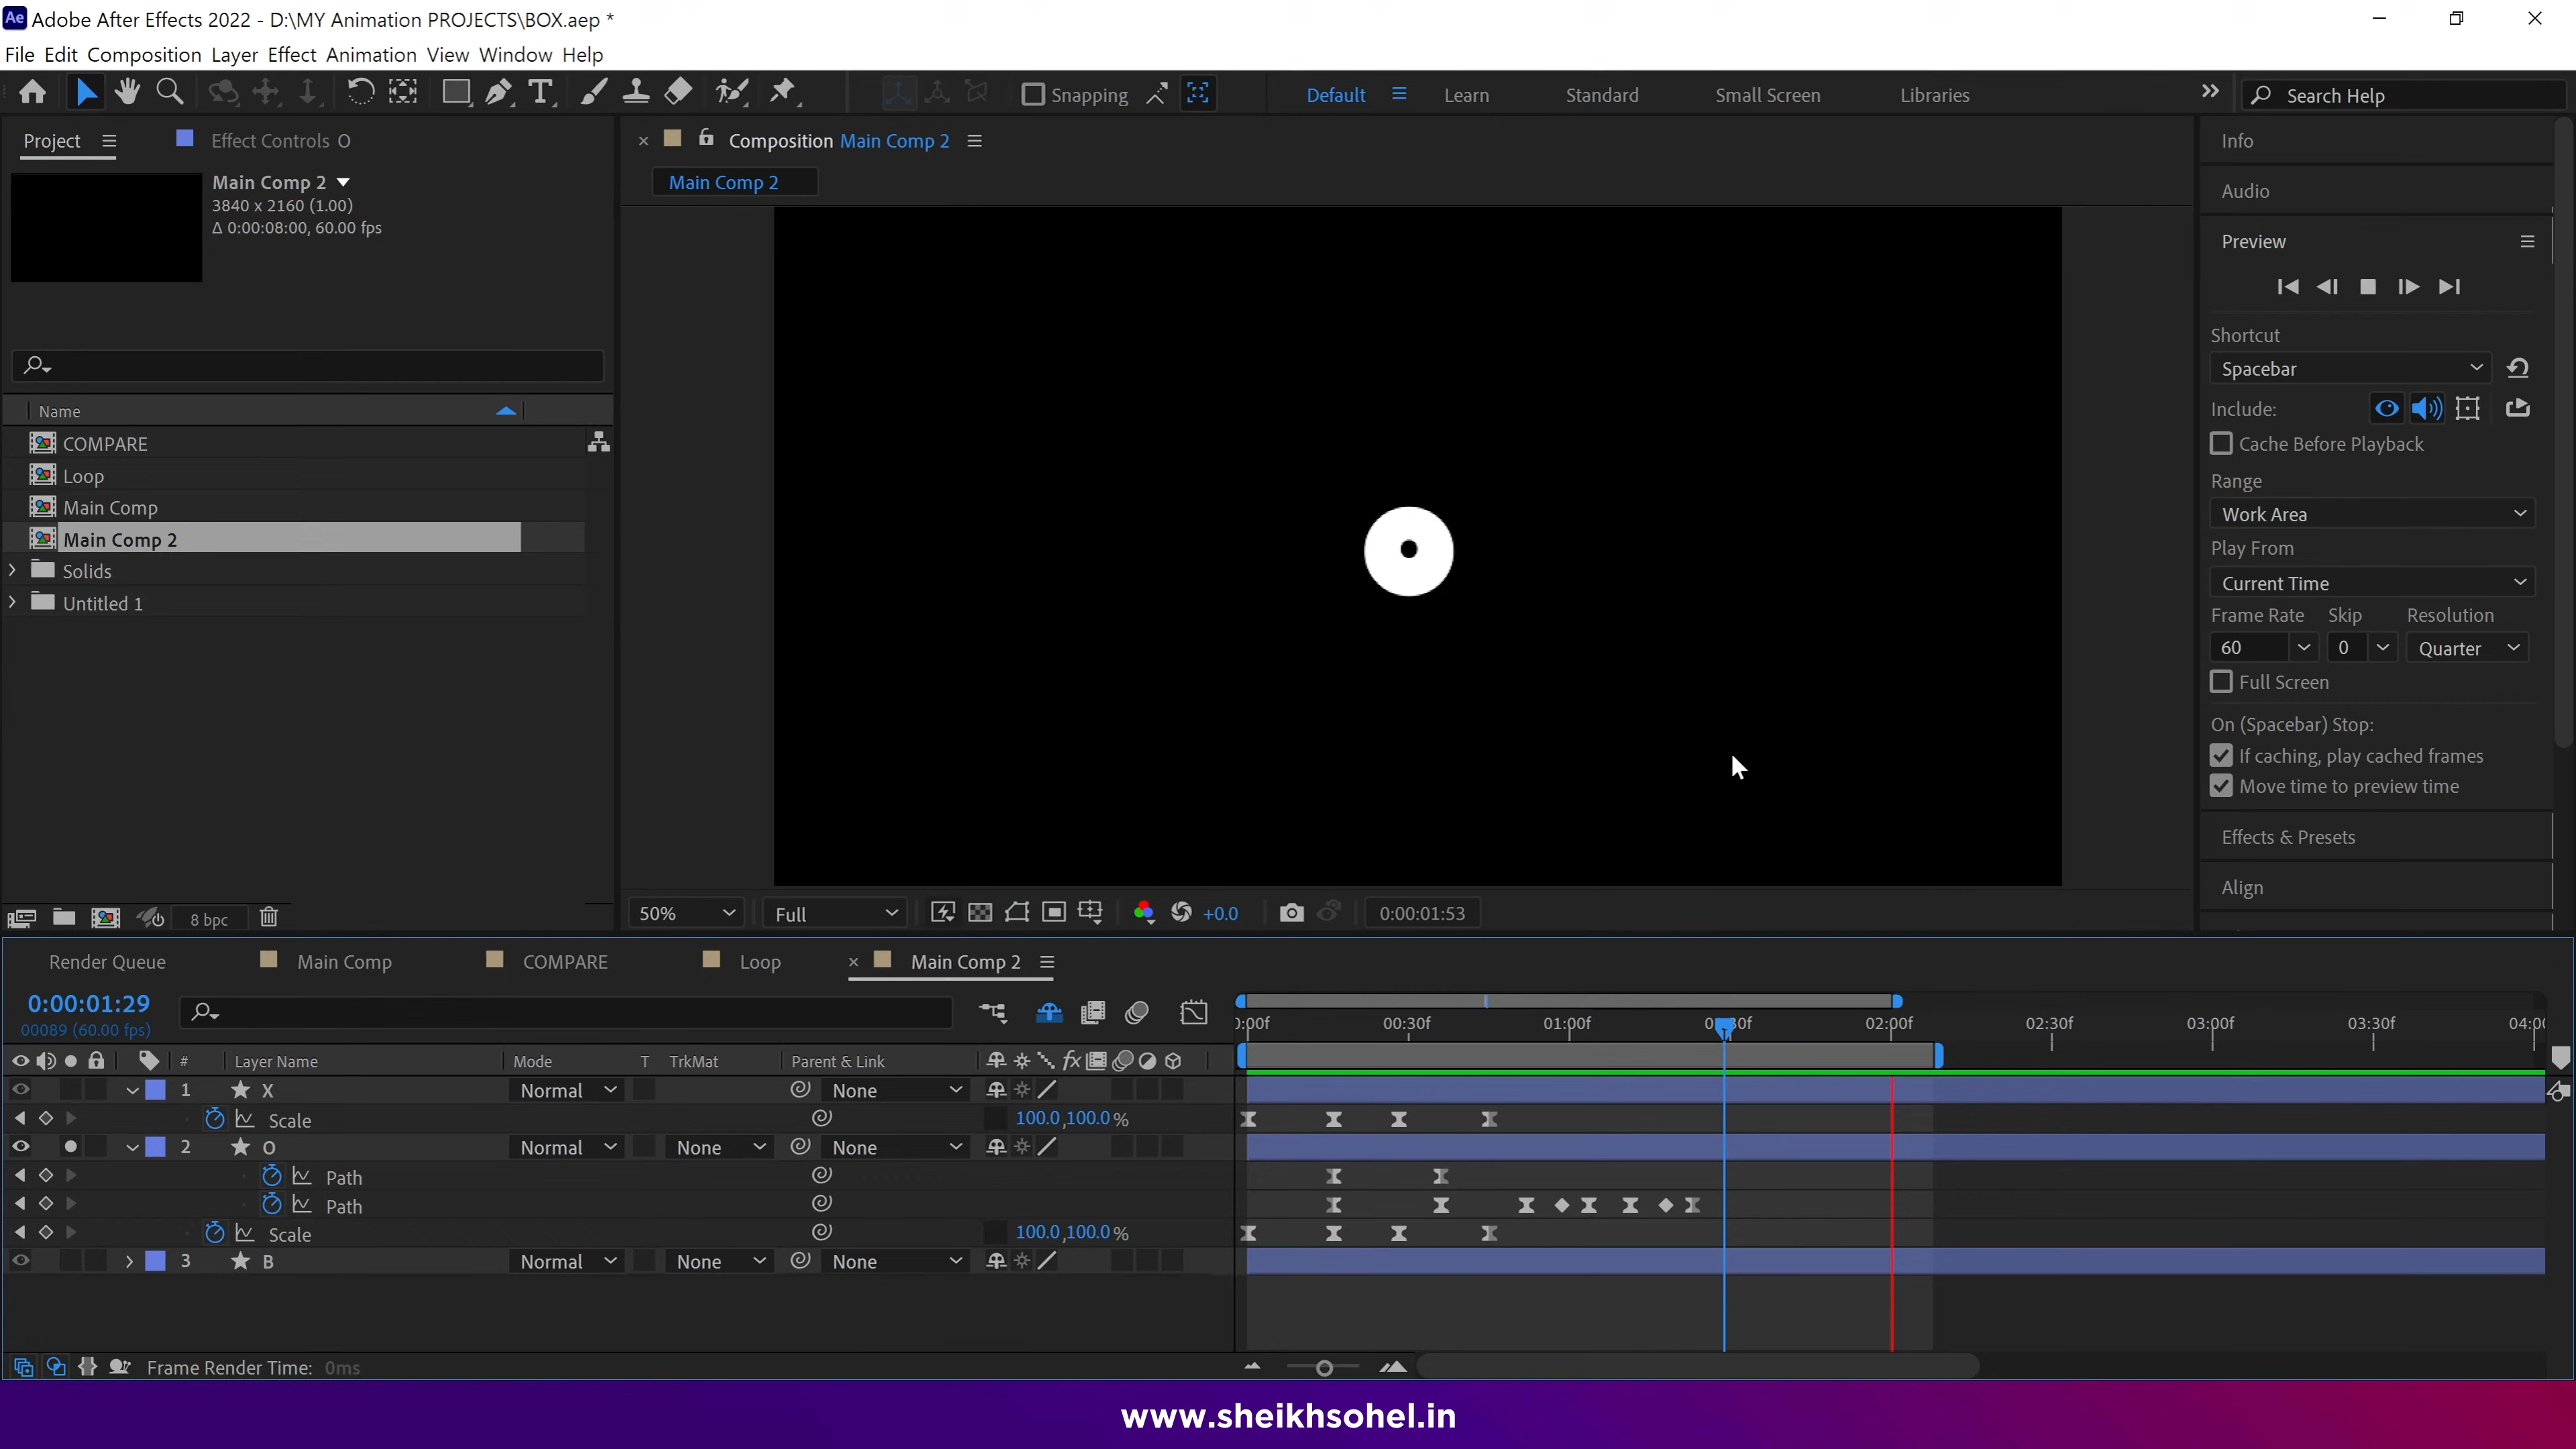 Adobe After Effects 2022 - D:\MY Animation PROJECTS\BOX.aep *
File Edit Composition Layer Effect Animation View Window Help
Snapping
Default
Learn
Standard
Small Screen
Libraries
Search Help
Project
Effect Controls O
Main Comp 2
3840 x 2160 (1.00)
Δ 0:00:08:00, 60.00 fps
Name
COMPARE
Loop
Main Comp
Main Comp 2
Solids
Untitled 1
8 bpc
Composition Main Comp 2
Main Comp 2
50%
Full
+0.0
0:00:01:53
Info
Audio
Preview
Shortcut
Spacebar
Include:
Cache Before Playback
Range
Work Area
Play From
Current Time
Frame Rate Skip Resolution
60 0 Quarter
Full Screen
On (Spacebar) Stop:
If caching, play cached frames
Move time to preview time
Effects & Presets
Align
Render Queue
Main Comp
COMPARE
Loop
Main Comp 2
0:00:01:29
00089 (60.00 fps)
00:30f 01:00f 02:00f 02:30f 03:00f 03:30f
# Layer Name Mode T TrkMat Parent & Link fx
1 X Normal None
Scale 100.0,100.0 %
2 O Normal None None
Path
Path
Scale 100.0,100.0 %
3 B Normal None None
Frame Render Time: 0ms
www.sheikhsohel.in